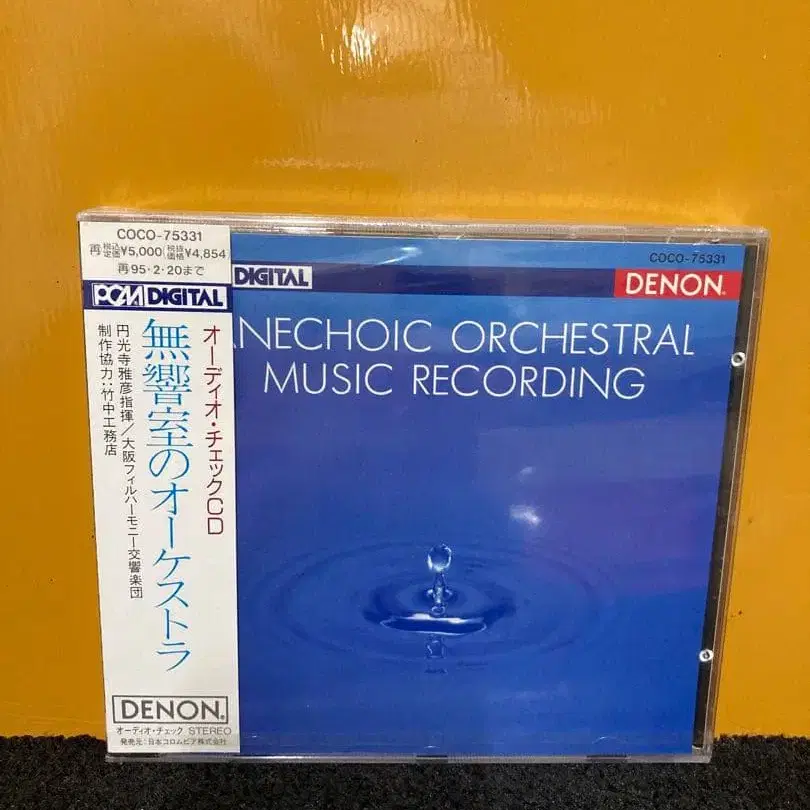 COCO-75331
再・税込定価¥5,000(税抜価格¥4,854
再95・2・20まで
PCM DIGITAL
オーディオ・チェックCD
無響室のオーケストラ
円光寺雅彦指揮/大阪フィルハーモニー交響楽団
制作協力:竹中工務店
DENON
オーディオ・チェック STEREO
発売元:日本コロムビア株式会社
COCO-75331
DIGITAL
DENON
ANECHOIC ORCHESTRAL
MUSIC RECORDING